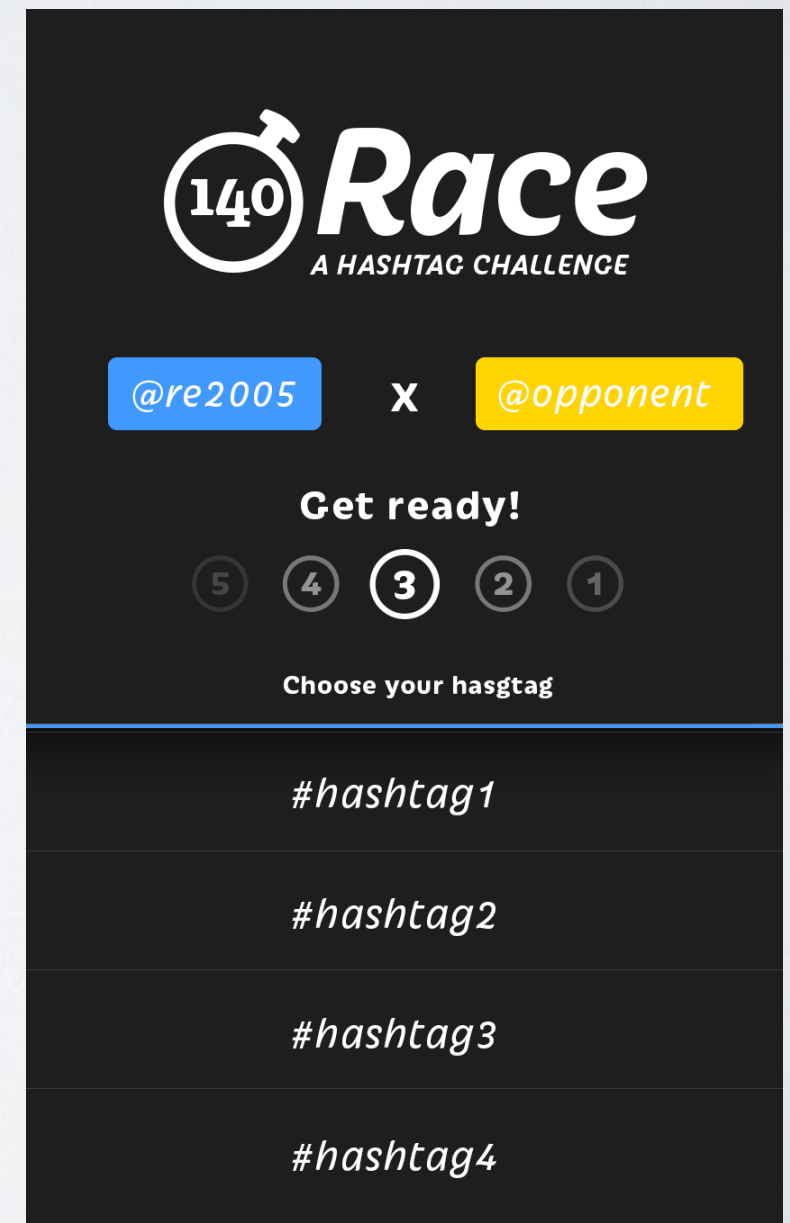 140 Race
A HASHTAG CHALLENGE
@re2005 x @opponent
Get ready!
5 4 3 2 1
Choose your hasgtag
#hashtag1
#hashtag2
#hashtag3
#hashtag4